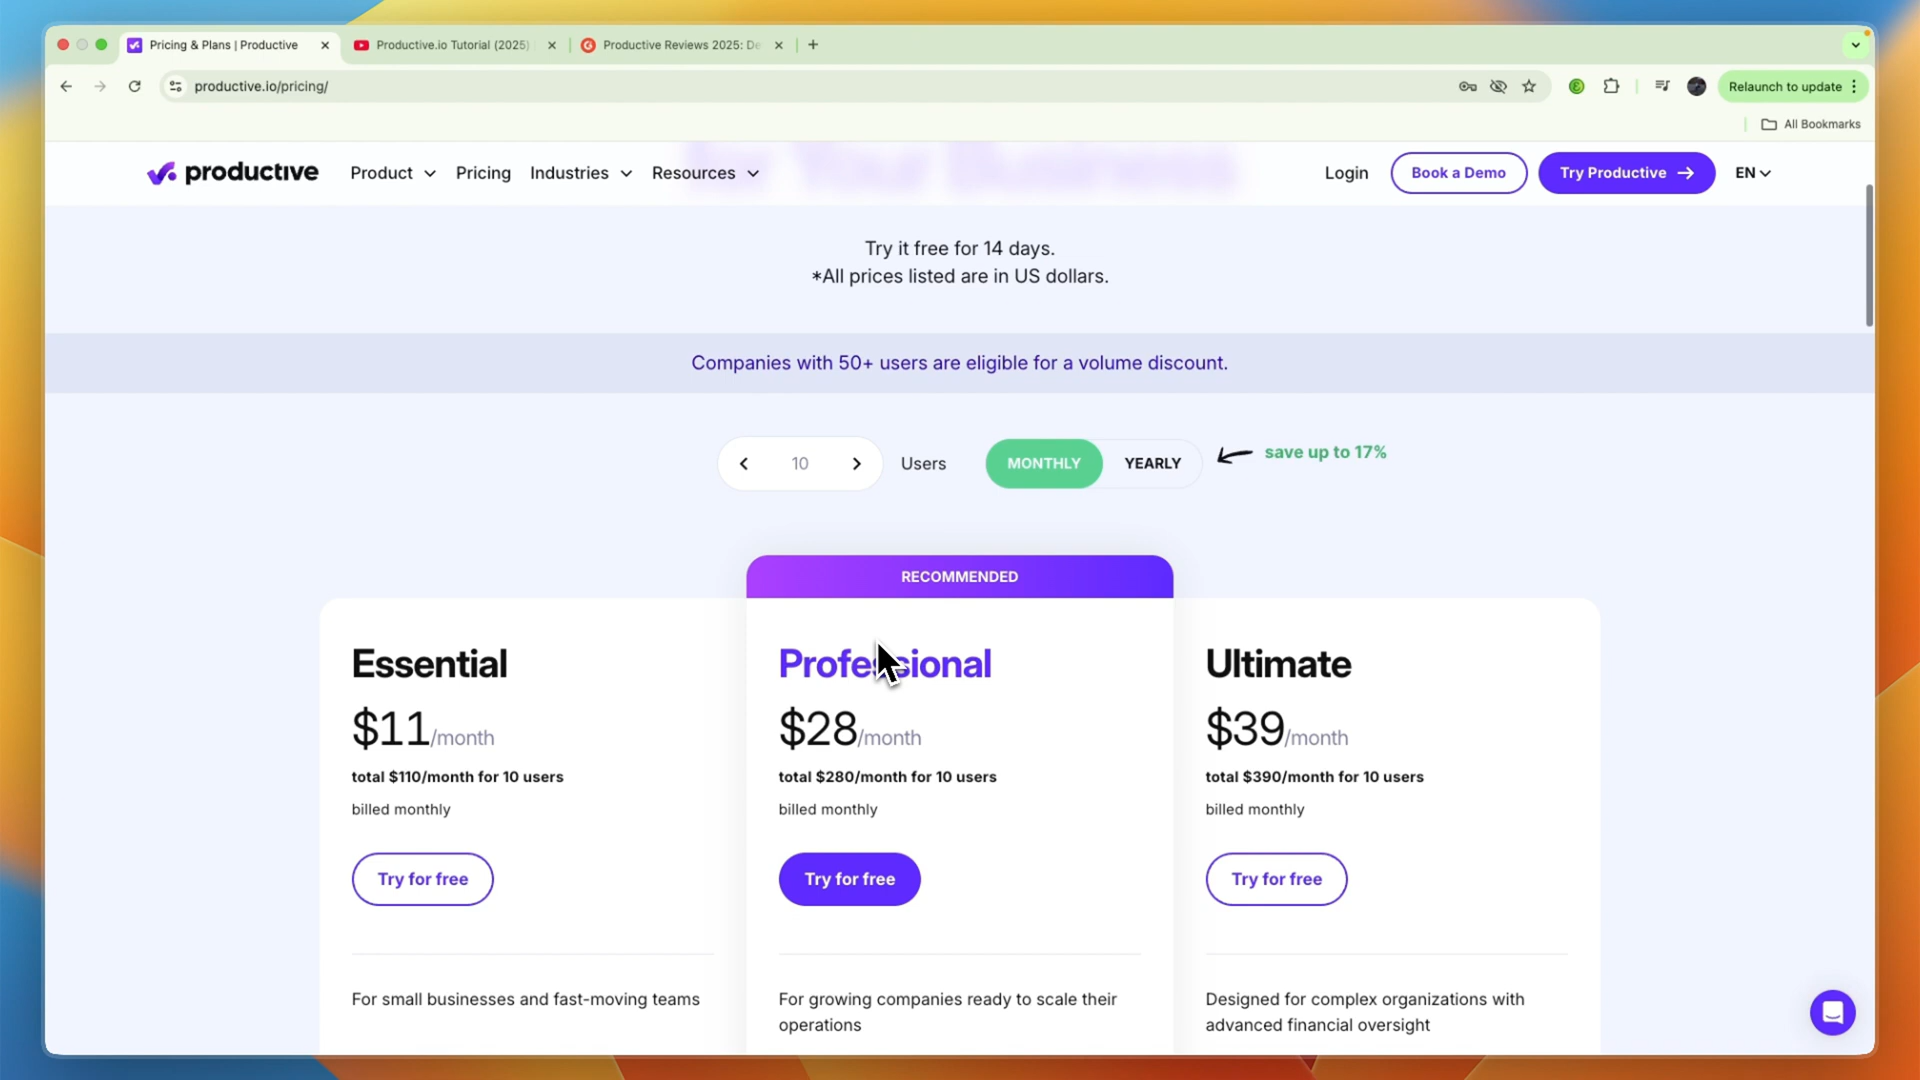 Pricing & Plans | Productive
Productive.io Tutorial (2025)
Productive Reviews 2025: De
productive.io/pricing/
Relaunch to update
All Bookmarks
for Your Business
productive
Product
Pricing
Industries
Resources
Login
Book a Demo
Try Productive
EN
Try it free for 14 days.
*All prices listed are in US dollars.
Companies with 50+ users are eligible for a volume discount.
10
Users
MONTHLY
YEARLY
save up to 17%
RECOMMENDED
Essential
$11/month
total $110/month for 10 users
billed monthly
Try for free
For small businesses and fast-moving teams
Professional
$28/month
total $280/month for 10 users
billed monthly
Try for free
For growing companies ready to scale their
operations
Ultimate
$39/month
total $390/month for 10 users
billed monthly
Try for free
Designed for complex organizations with
advanced financial oversight